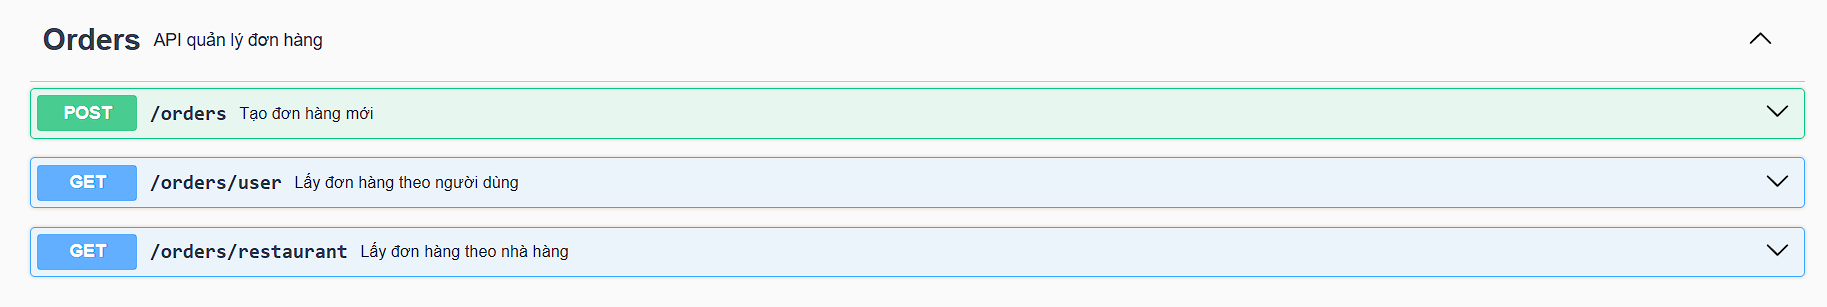 Orders API quản lý đơn hàng
POST /orders Tạo đơn hàng mới
GET /orders/user Lấy đơn hàng theo người dùng
GET /orders/restaurant Lấy đơn hàng theo nhà hàng